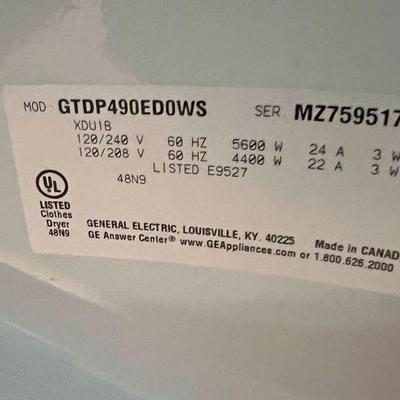 MOD. GTDP490ED0WS SER. MZ759517
XDU1B
120/240 V 60 HZ 5600 W 24 A 3 W
120/208 V 60 HZ 4400 W 22 A 3 W
LISTED E9527
48N9
UL
LISTED
Clothes
Dryer
48N9
GENERAL ELECTRIC, LOUISVILLE, KY. 40225 Made in CANAD
GE Answer Center® www.GEAppliances.com or 1.800.626.2000